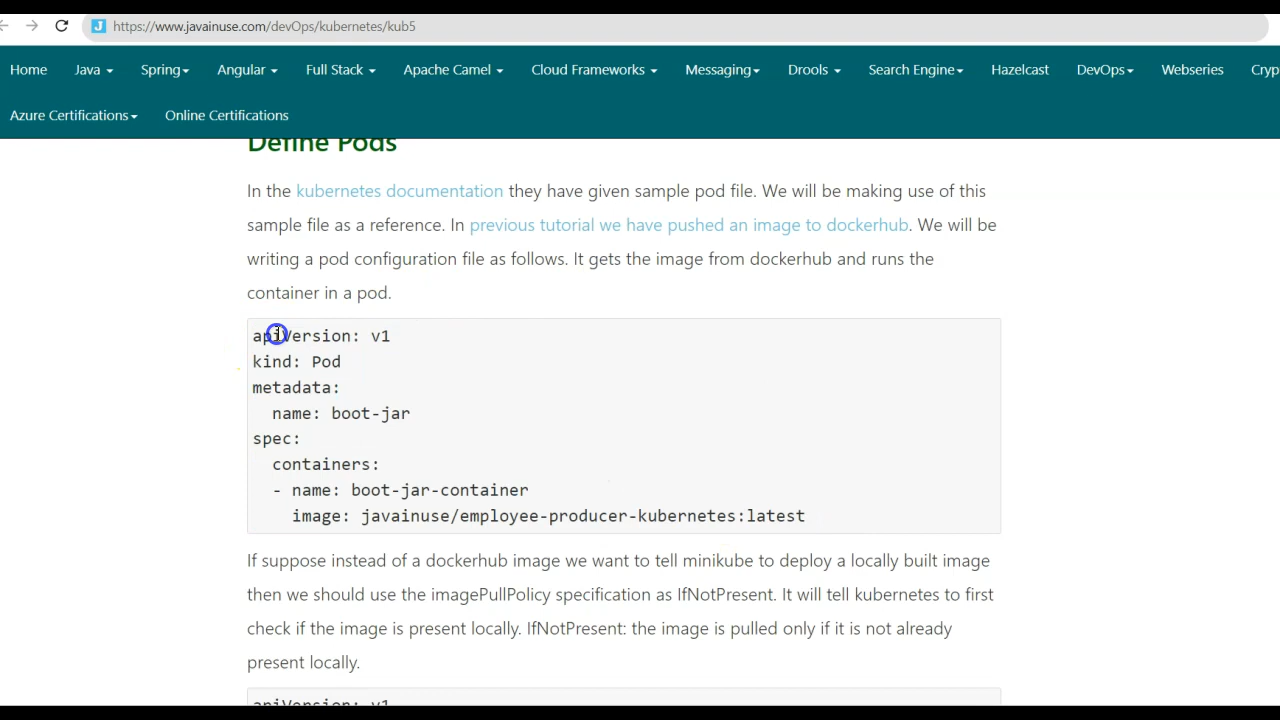 J https://www.javainuse.com/devOps/kubernetes/kub5
Home Java Spring Angular Full Stack Apache Camel Cloud Frameworks Messaging Drools Search Engine Hazelcast DevOps Webseries Cryp
Azure Certifications Online Certifications
Define Pods
In the kubernetes documentation they have given sample pod file. We will be making use of this
sample file as a reference. In previous tutorial we have pushed an image to dockerhub. We will be
writing a pod configuration file as follows. It gets the image from dockerhub and runs the
container in a pod.
apiVersion: v1
kind: Pod
metadata:
  name: boot-jar
spec:
  containers:
  - name: boot-jar-container
    image: javainuse/employee-producer-kubernetes:latest
If suppose instead of a dockerhub image we want to tell minikube to deploy a locally built image
then we should use the imagePullPolicy specification as IfNotPresent. It will tell kubernetes to first
check if the image is present locally. IfNotPresent: the image is pulled only if it is not already
present locally.
apiVersion: v1